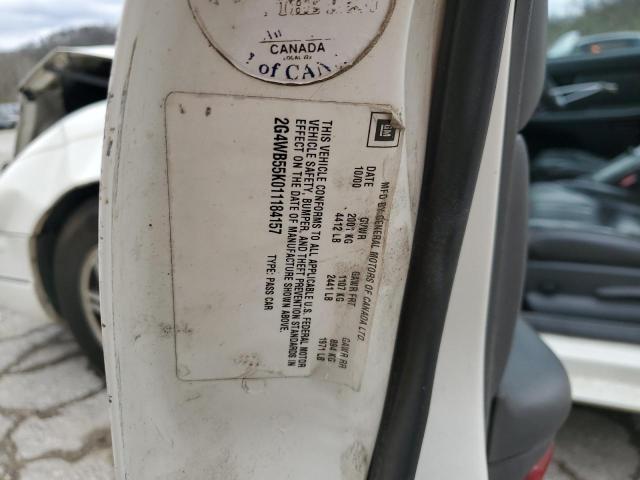 CANADA
of CAN
GM
MFD BY GENERAL MOTORS OF CANADA LTD.
DATE GVWR GAWR FRT GAWR RR
10/00 2001 KG 1107 KG 894 KG
4412 LB 2441 LB 1971 LB
THIS VEHICLE CONFORMS TO ALL APPLICABLE U.S. FEDERAL MOTOR
VEHICLE SAFETY, BUMPER, AND THEFT PREVENTION STANDARDS IN
EFFECT ON THE DATE OF MANUFACTURE SHOWN ABOVE.
2G4WB55K011184157 TYPE: PASS CAR